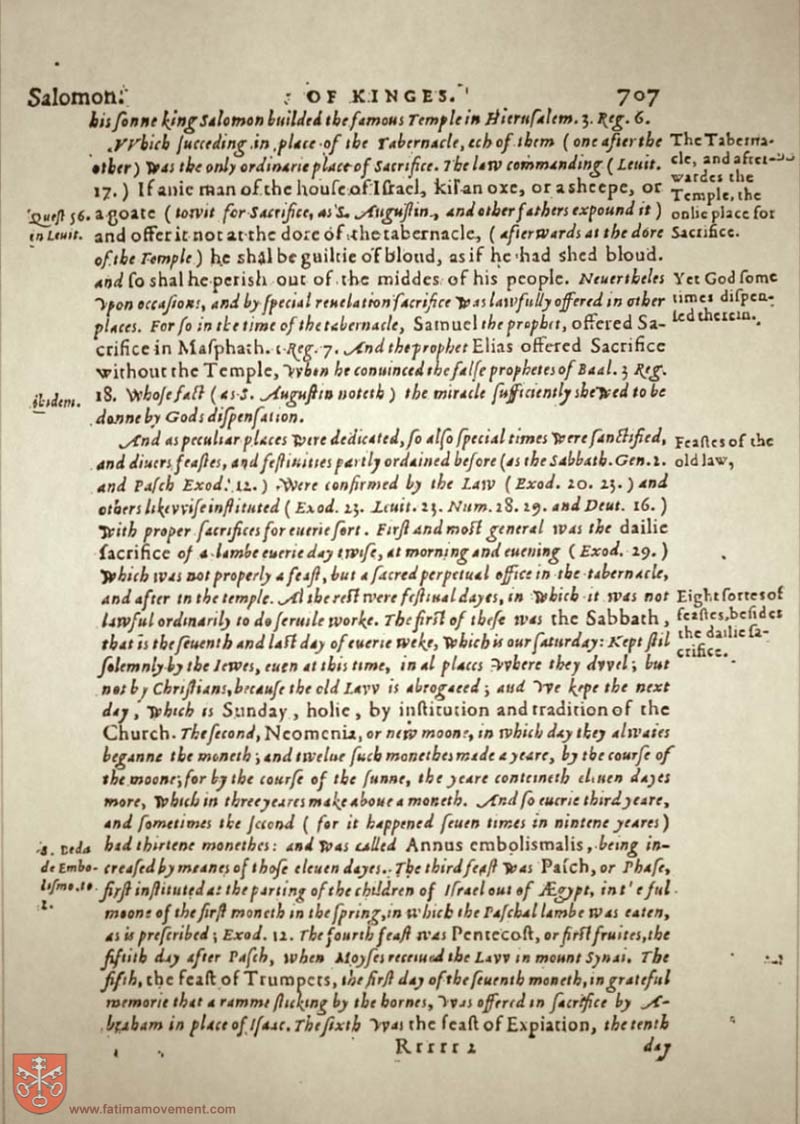 Salomon. OF KINGES. 707
his sonne king Salomon builded the famous Temple in Hierusalem. 3. Reg. 6.
VVhich succeding in place of the Tabernacle, ech of them (one after the
other) was the only ordinarie place of Sacrifice. The law commanding (Leuit.
17.) If anie man of the house of Israel, kil an oxe, or a sheepe, or
a goate (towit for Sacrifice, as S. Augustin, and other fathers expound it)
and offer it not at the dore of the tabernacle, (afterwards at the dore
of the Temple) he shal be guiltie of bloud, as if he had shed bloud.
and so shal he perish out of the middes of his people. Neuertheles
vpon occasions, and by special reuelation sacrifice was lawfully offered in other
places. For so in the time of the tabernacle, Samuel the prophet, offered Sa-
crifice in Masphath. 1. Reg. 7. And the prophet Elias offered Sacrifice
without the Temple, when he conuinced the false prophetes of Baal. 3 Reg.
18. Whose fact (as S. Augustin noteth) the miracle sufficiently shewed to be
donne by Gods dispensation.
And as peculiar places were dedicated, so also special times were sanctified,
and diuers feastes, and festiuities partly ordained before (as the Sabbath. Gen. 2.
and Pasch Exod. 12.) were confirmed by the Law (Exod. 20. 23.) and
others likevvise instituted (Exod. 23. Leuit. 23. Num. 28. 29. and Deut. 16.)
with proper sacrifices for euerie sort. First and most general was the dailie
sacrifice of a lambe euerie day twise, at morning and euening (Exod. 29.)
Which was not properly a feast, but a sacred perpetual office in the tabernacle,
and after in the temple. Al the rest were festiual dayes, in which it was not
lawful ordinarily to do seruile worke. The first of these was the Sabbath,
that is the seuenth and last day of euerie weke, which is our saturday: Kept stil
solemnly by the Iewes, euen at this time, in al places where they dvvel; but
not by Christians, because the old Lavv is abrogaeed; and we kepe the next
day, which is Sunday, holie, by institution and tradition of the
Church. The second, Neomenia, or new moone, in which day they alwaies
beganne the moneth; and twelue such monethes made a yeare, by the course of
the moone; for by the course of the sunne, the yeare conteineth eleuen dayes
more, which in three yeares make aboue a moneth. And so euerie third yeare,
and sometimes the second (for it happened seuen times in nintene yeares)
had thirtene monethes: and was called Annus embolismalis, being in-
creased by meanes of those eleuen dayes. The third feast was Pasch, or Phase,
first instituted at the parting of the children of Israel out of Ægypt, in t'e ful
moone of the first moneth in the spring, in which the Paschal lambe was eaten,
as is prescribed; Exod. 12. The fourth feast was Pentecost, or first fruites, the
fiftith day after Pasch, when Moyses receiued the Lavv in mount Synai. The
fifth, the feast of Trumpets, the first day of the seuenth moneth, in grateful
memorie that a ramme sticking by the hornes, was offered in sacrifice by A-
braham in place of Isaac. The sixth was the feast of Expiation, the tenth
Rrrrr 2 day
Quest 56.
in Leuit.
ibidem.
Beda
de Embo-
lismo. to.
The Taberna-
cle, and after-
wardes the
Temple, the
onlie place for
Sacrifice.
Yet God some
times dispen-
sed therein.
Feastes of the
old law,
Eight sortes of
feastes, besides
the dailie sa-
crifice.
www.fatimamovement.com